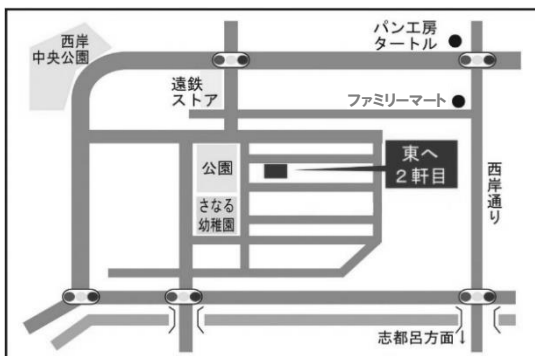 西岸
中央公園
パン工房
タートル
遠鉄
ストア
ファミリーマート
公園
東へ
２軒目
さなる
幼稚園
西岸通り
志都呂方面↓